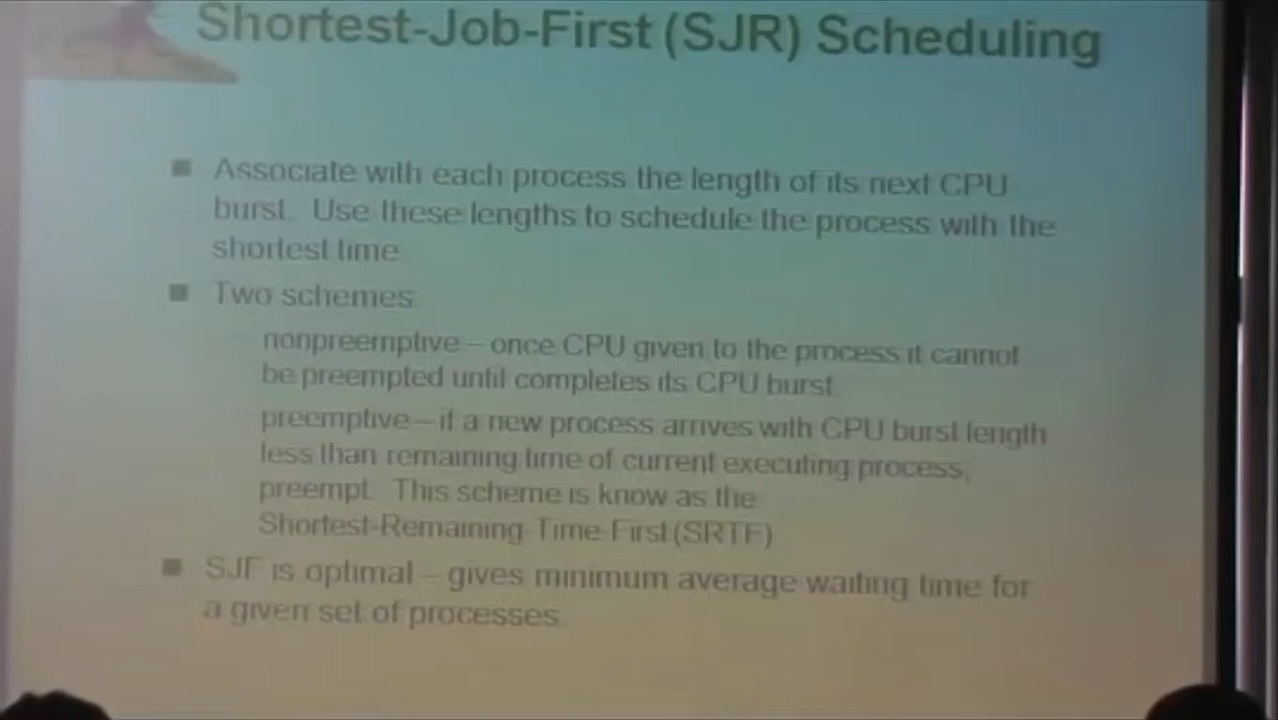 Shortest-Job-First (SJR) Scheduling
Associate with each process the length of its next CPU
burst. Use these lengths to schedule the process with the
shortest time
Two schemes:
nonpreemptive – once CPU given to the process it cannot
be preempted until completes its CPU burst
preemptive – if a new process arrives with CPU burst length
less than remaining time of current executing process,
preempt. This scheme is know as the
Shortest-Remaining-Time-First (SRTF)
SJF is optimal – gives minimum average waiting time for
a given set of processes